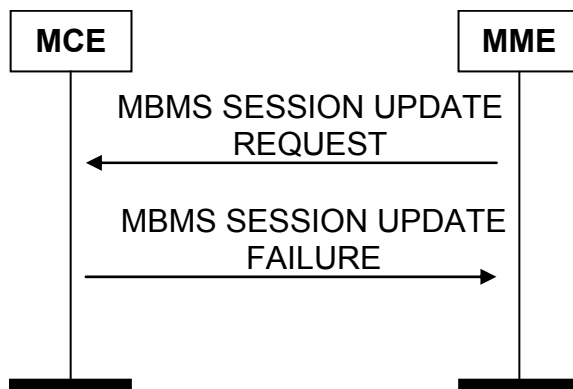 MCE
MME
MBMS SESSION UPDATE
REQUEST
MBMS SESSION UPDATE
FAILURE